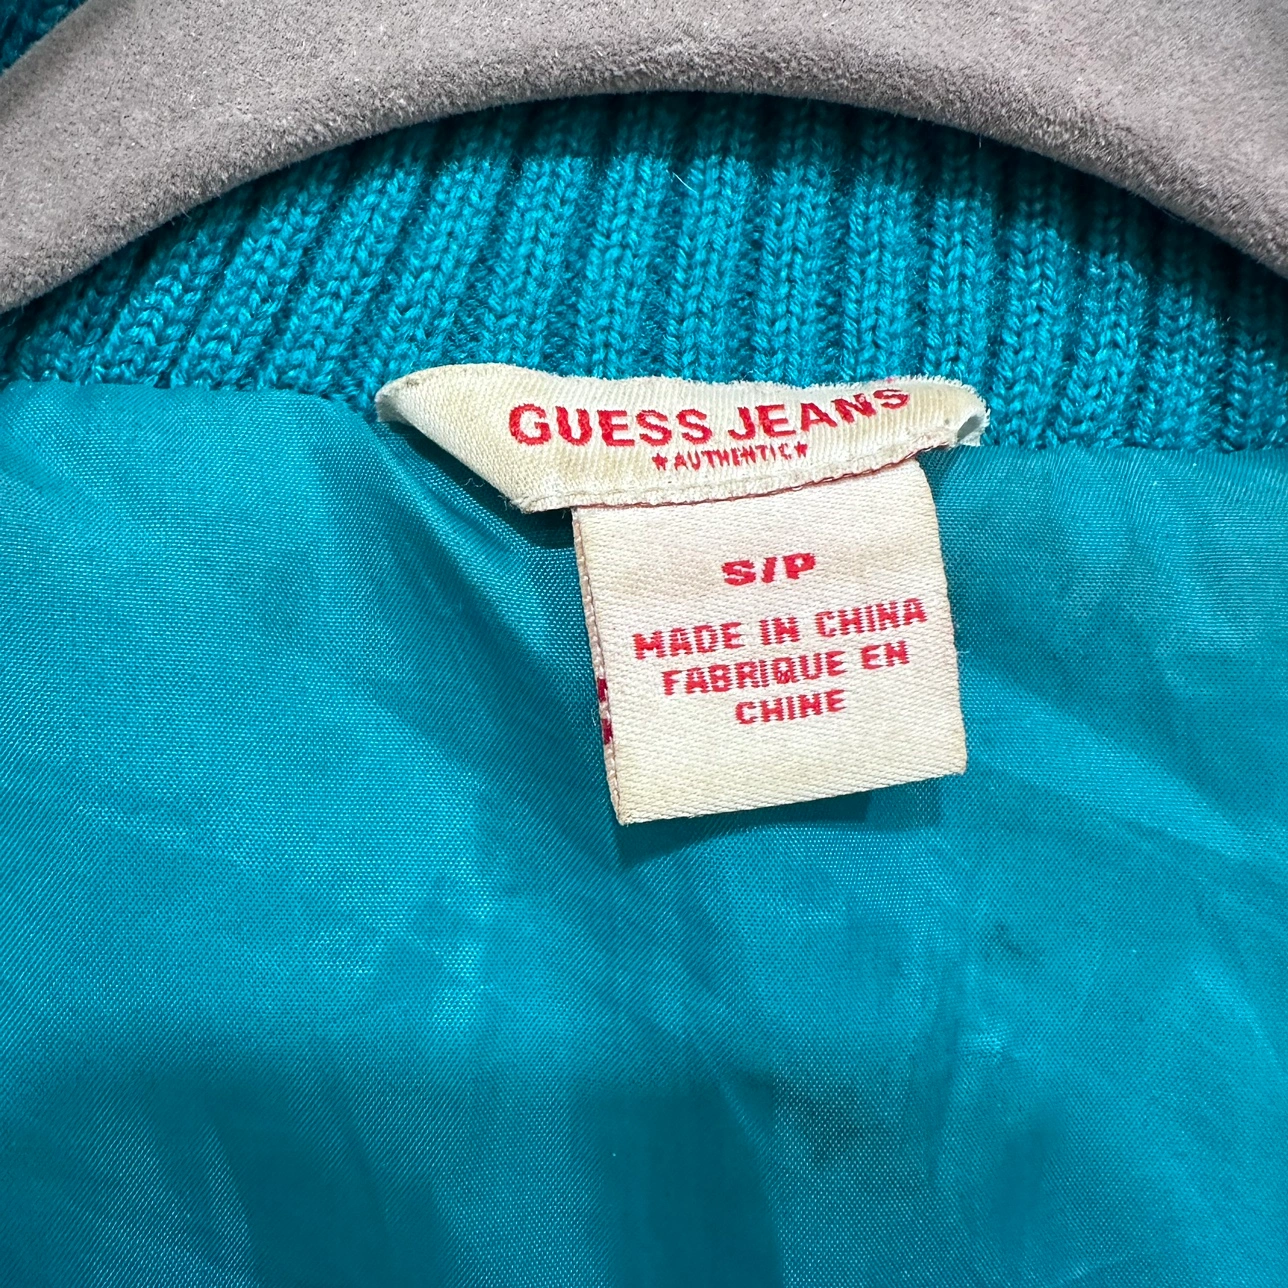 GUESS JEANS
★AUTHENTIC★
S/P
MADE IN CHINA
FABRIQUE EN
CHINE